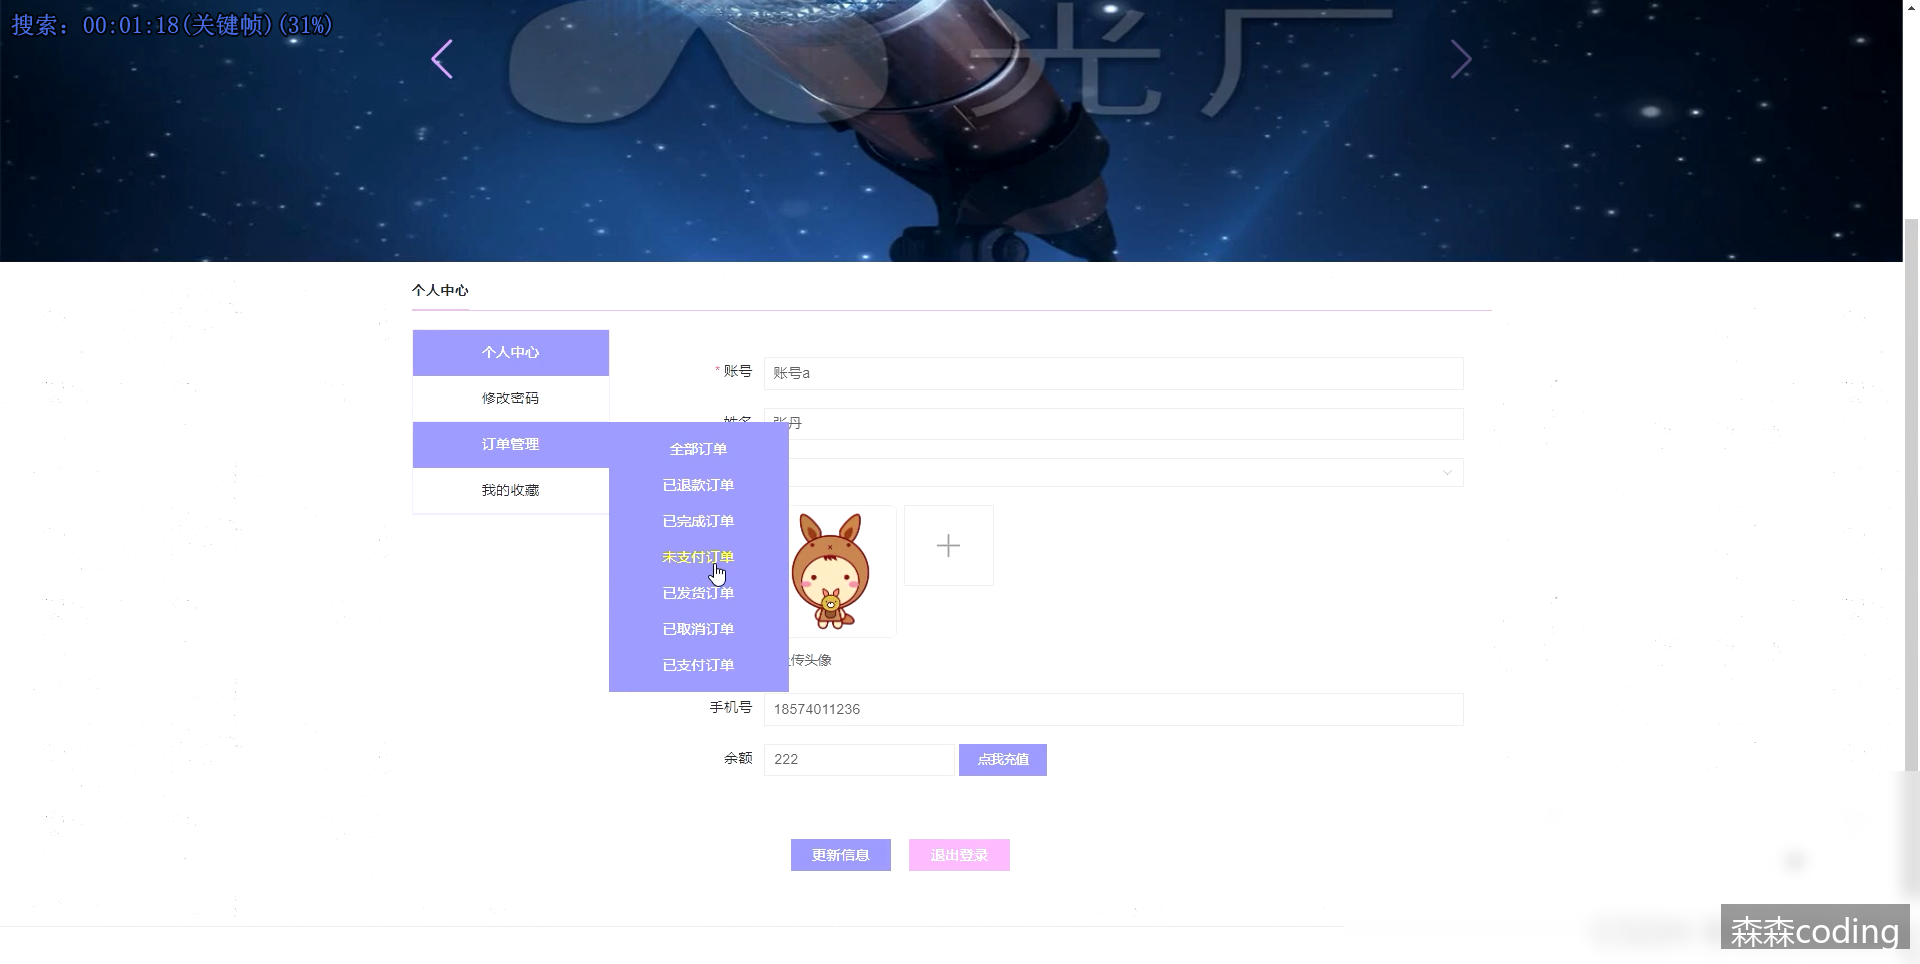 搜索：00:01:18(关键帧)(31%)
光厂
个人中心
个人中心
修改密码
订单管理
我的收藏
全部订单
已退款订单
已完成订单
未支付订单
已发货订单
已取消订单
已支付订单
* 账号
账号a
姓名
张丹
传头像
手机号
18574011236
余额
222
点我充值
更新信息
退出登录
森森coding